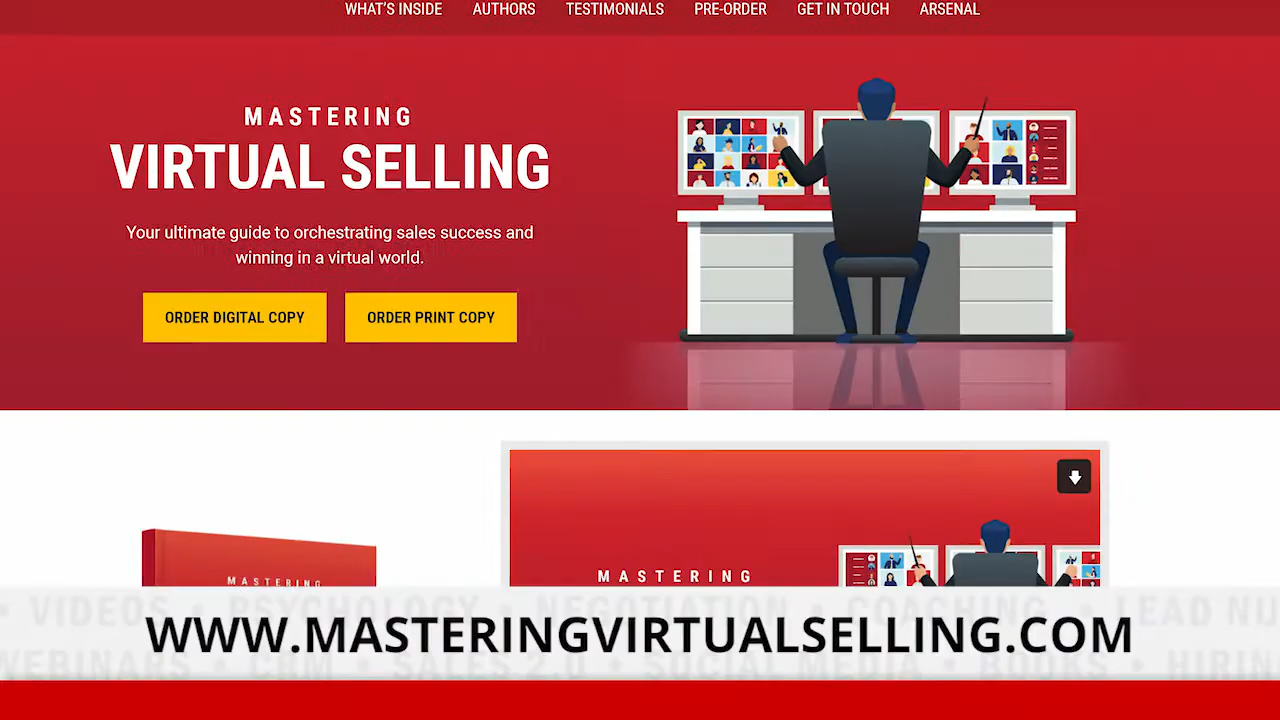 WHAT'S INSIDE AUTHORS TESTIMONIALS PRE-ORDER GET IN TOUCH ARSENAL
MASTERING
VIRTUAL SELLING
Your ultimate guide to orchestrating sales success and
winning in a virtual world.
ORDER DIGITAL COPY ORDER PRINT COPY
MASTERING
MASTERING
• VIDEOS • PSYCHOLOGY • NEGOTIATION • COACHING • LEAD NU
WWW.MASTERINGVIRTUALSELLING.COM
WEBINARS • CRM • SALES 2.0 • SOCIAL MEDIA • BOOKS • HIRIN